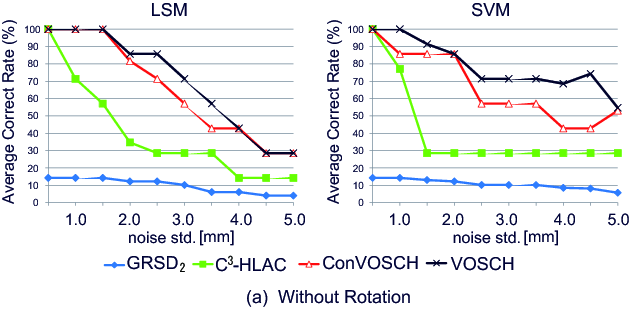 LSM
SVM
Average Correct Rate (%)
100
90
80
70
60
50
40
30
20
10
0
1.0 2.0 3.0 4.0 5.0
noise std. [mm]
Average Correct Rate (%)
100
90
80
70
60
50
40
30
20
10
0
1.0 2.0 3.0 4.0 5.0
noise std. [mm]
GRSD₂ C³-HLAC ConVOSCH VOSCH
(a) Without Rotation